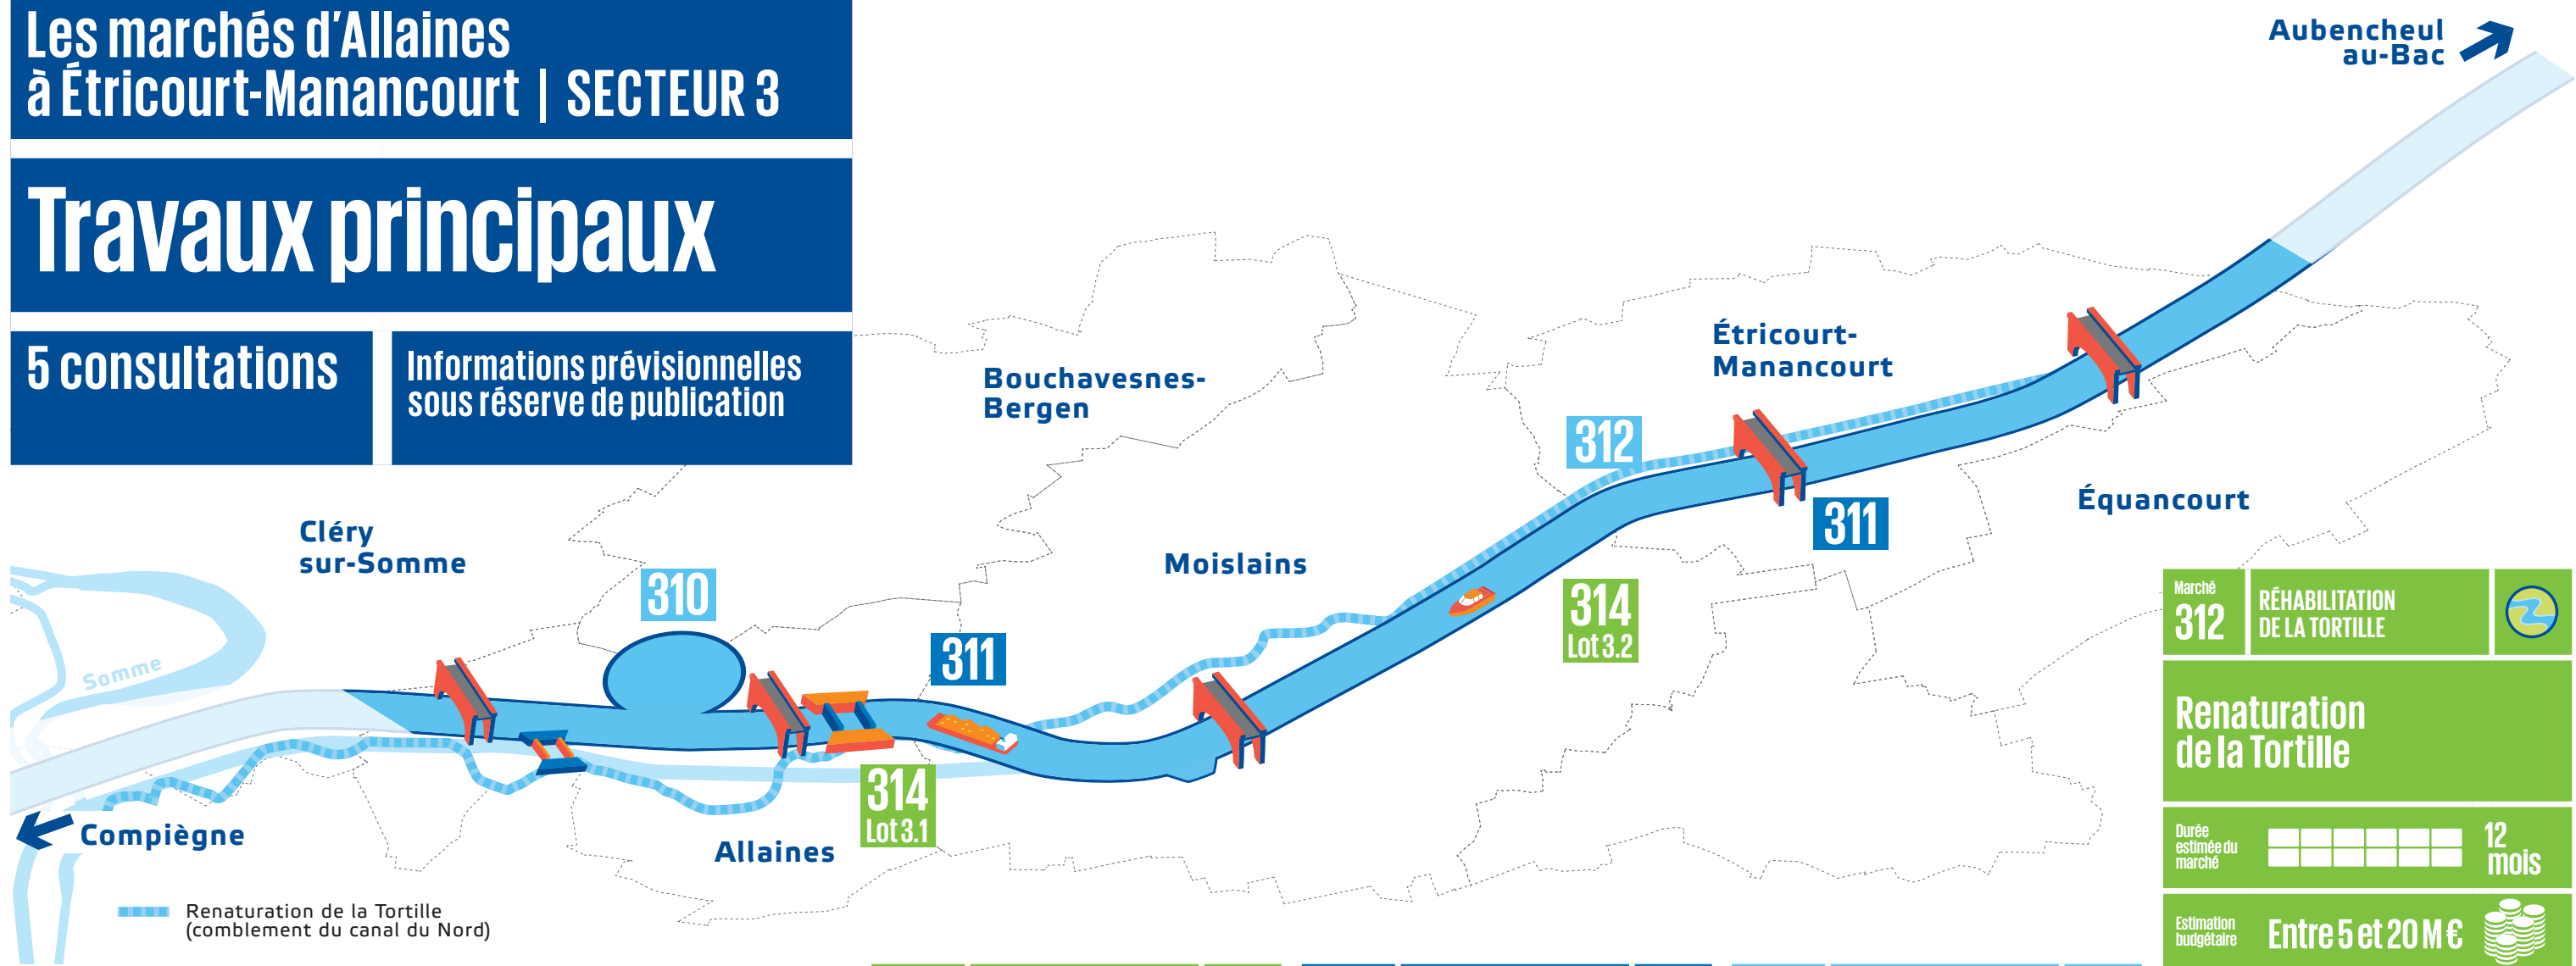 Les marchés d'Allaines
à Étricourt-Manancourt | SECTEUR 3
Travaux principaux
5 consultations
Informations prévisionnelles
sous réserve de publication
Aubencheul
au-Bac
Bouchavesnes-
Bergen
Étricourt-
Manancourt
312
311
Équancourt
Cléry
sur-Somme
310
Moislains
311
314
Lot 3.2
Somme
314
Lot 3.1
Compiègne
Allaines
Renaturation de la Tortille
(comblement du canal du Nord)
Marché
312
RÉHABILITATION
DE LA TORTILLE
Renaturation
de la Tortille
Durée
estimée du
marché
12
mois
Estimation
budgétaire
Entre 5 et 20 M €